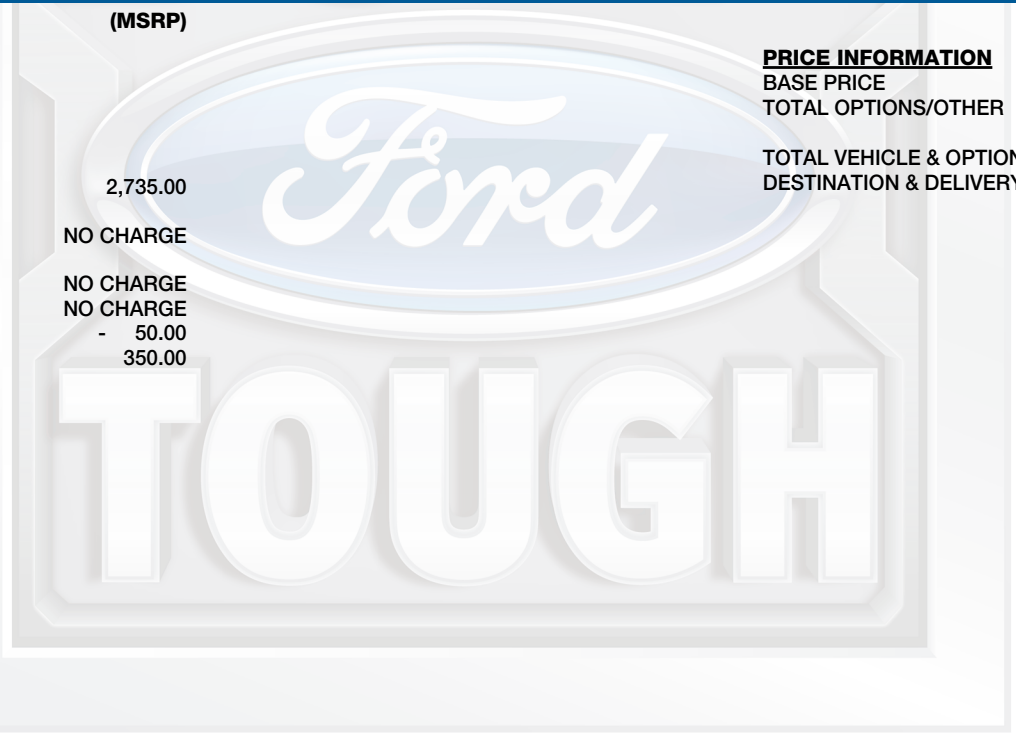 (MSRP)
2,735.00
NO CHARGE
NO CHARGE
NO CHARGE
- 50.00
350.00
PRICE INFORMATION
BASE PRICE
TOTAL OPTIONS/OTHER
TOTAL VEHICLE & OPTION
DESTINATION & DELIVERY
Ford
TOUGH